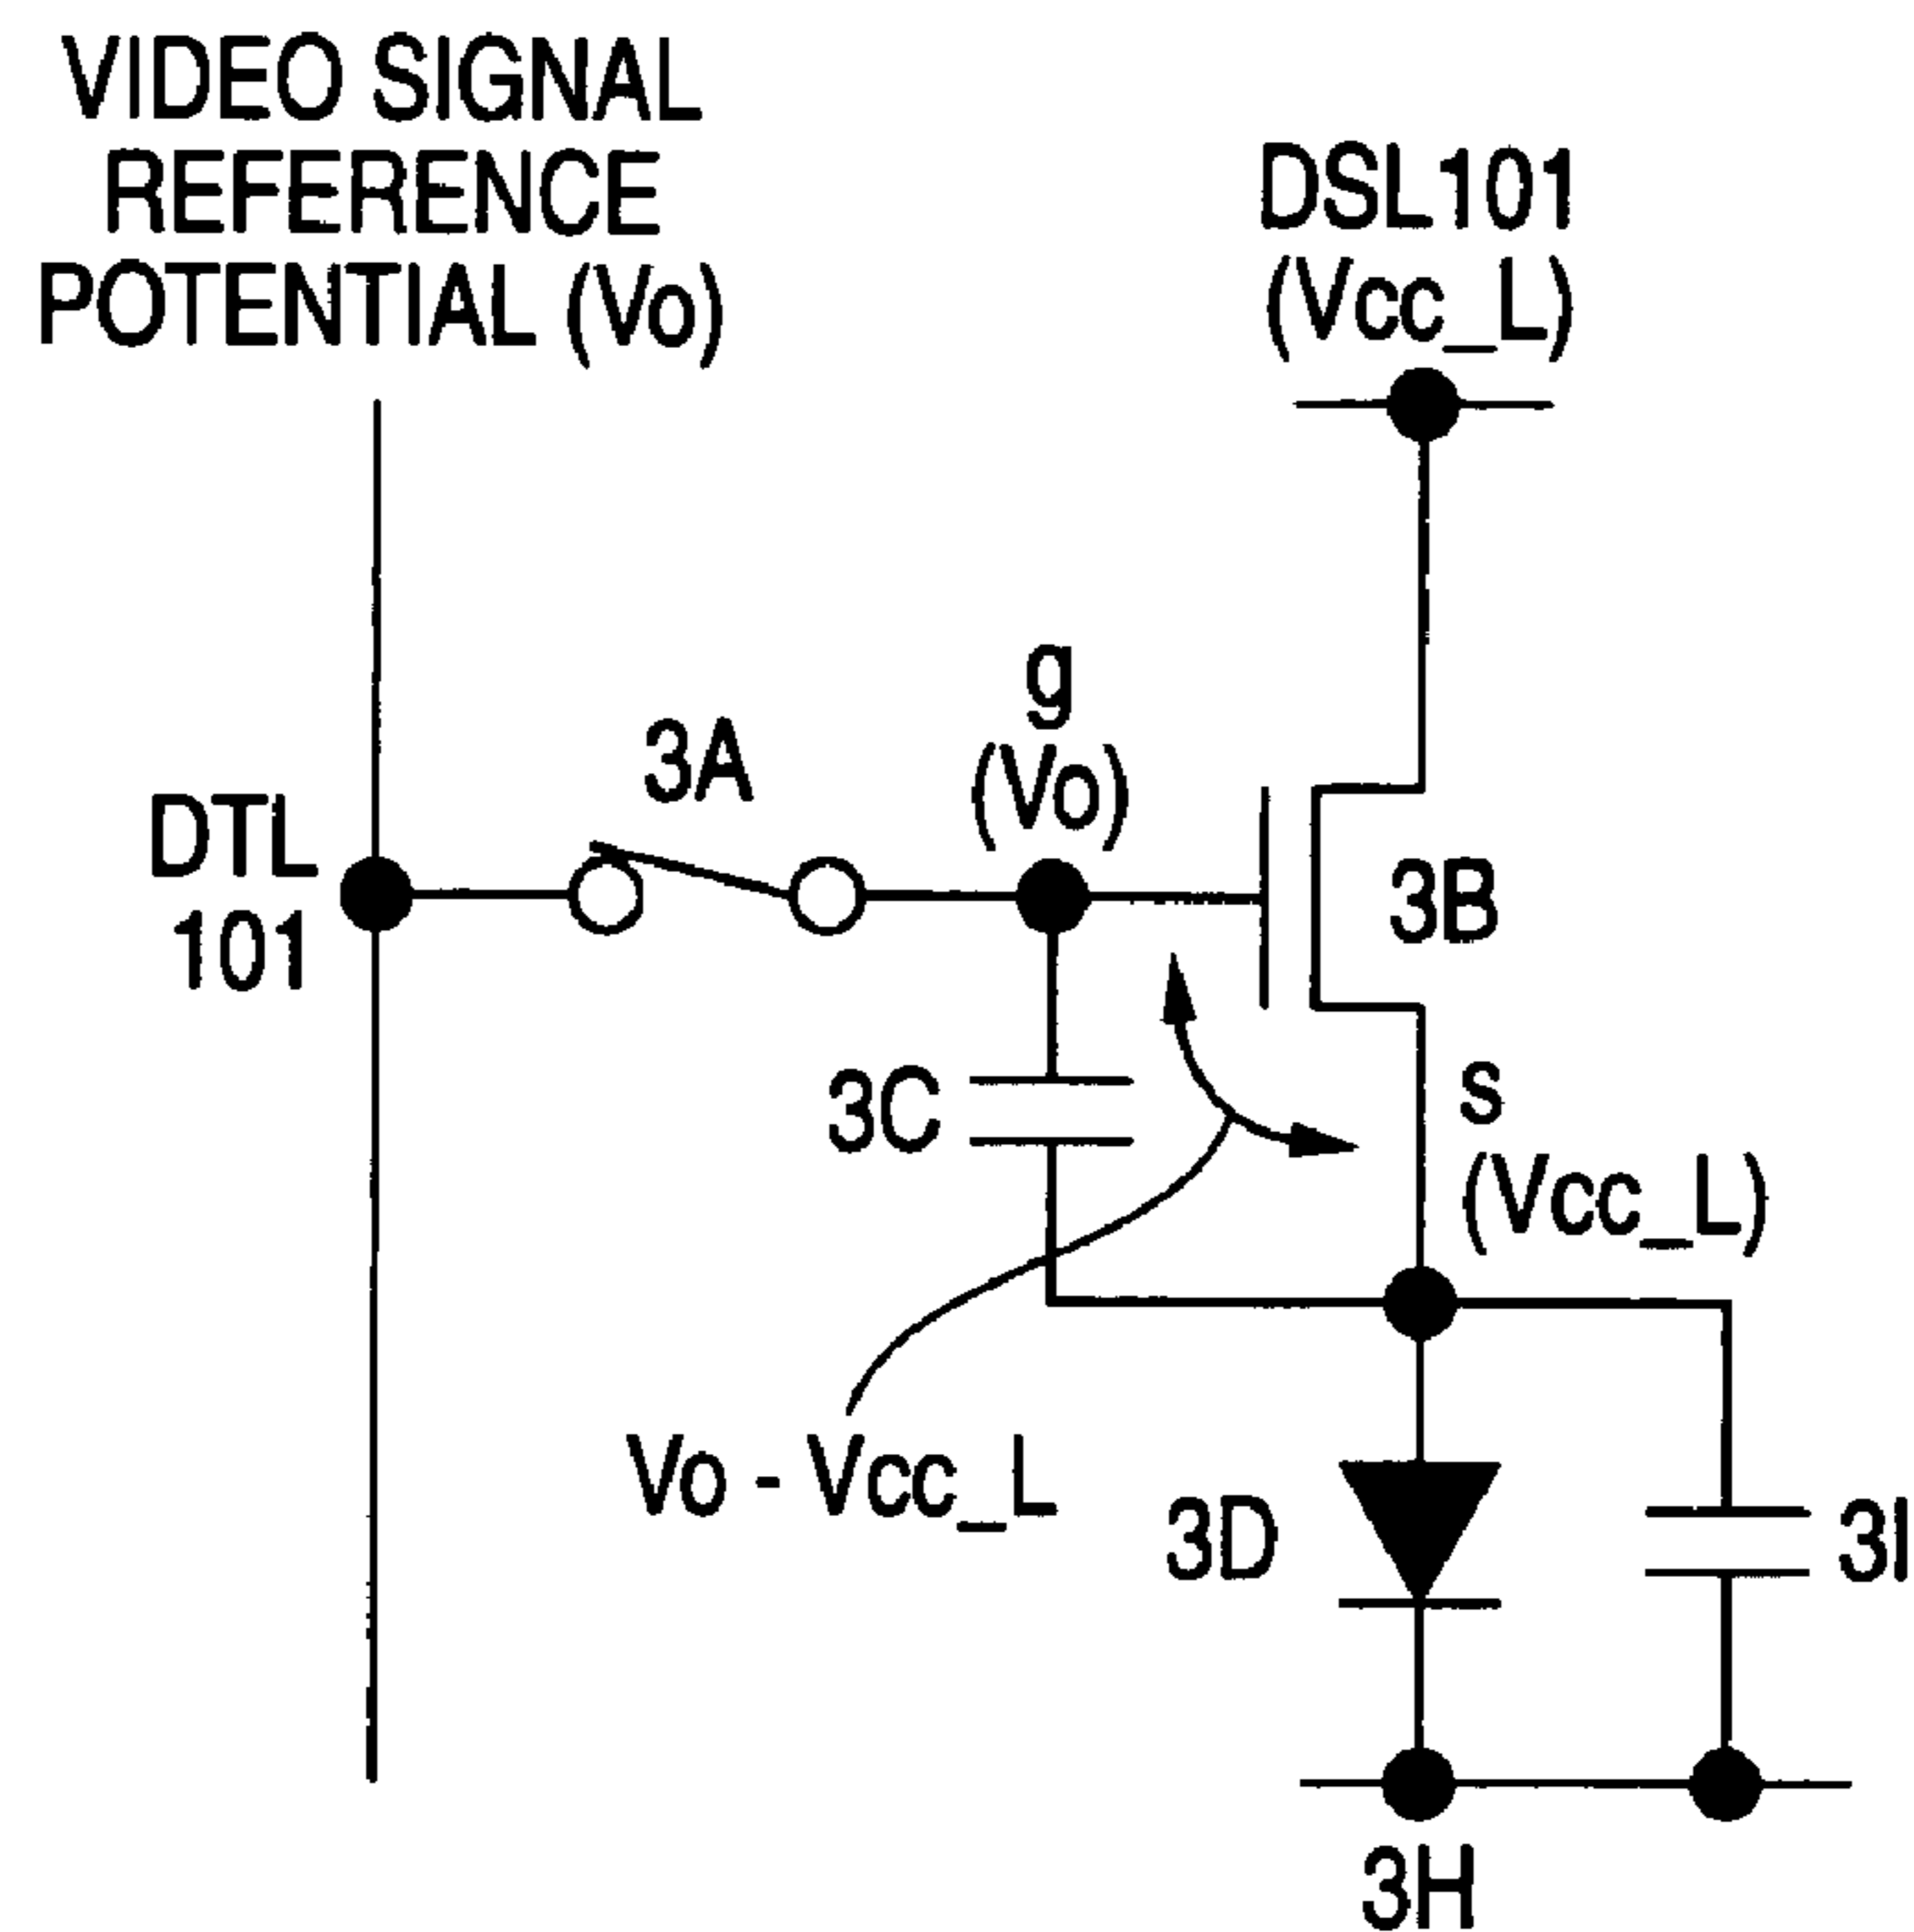 VIDEO SIGNAL
REFERENCE
POTENTIAL (Vo)
DSL101
(Vcc_L)
g
(Vo)
3A
DTL
101
3B
3C
s
(Vcc_L)
Vo - Vcc_L
3D
3I
3H